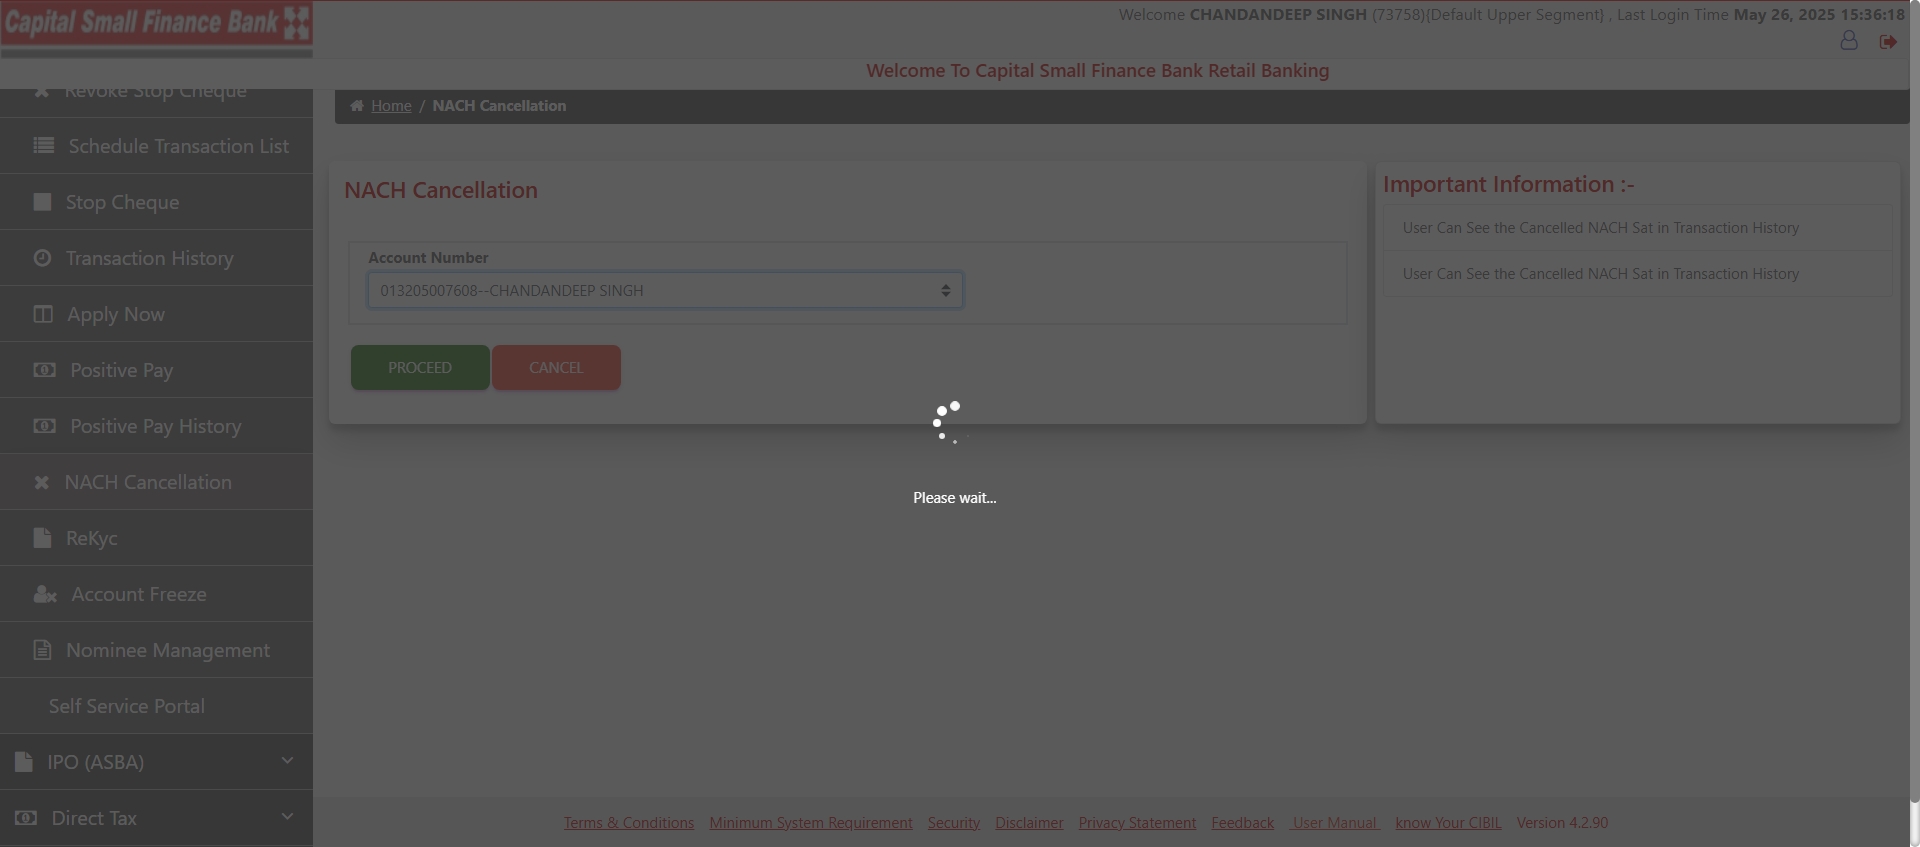 Capital Small Finance Bank
Welcome CHANDANDEEP SINGH (73758){Default Upper Segment} , Last Login Time May 26, 2025 15:36:18
Welcome To Capital Small Finance Bank Retail Banking
Revoke Stop Cheque
Schedule Transaction List
Stop Cheque
Transaction History
Apply Now
Positive Pay
Positive Pay History
NACH Cancellation
ReKyc
Account Freeze
Nominee Management
Self Service Portal
IPO (ASBA)
Direct Tax
Home / NACH Cancellation
NACH Cancellation
Account Number
013205007608--CHANDANDEEP SINGH
PROCEED CANCEL
Important Information :-
User Can See the Cancelled NACH Sat in Transaction History
User Can See the Cancelled NACH Sat in Transaction History
Please wait...
Terms & Conditions Minimum System Requirement Security Disclaimer Privacy Statement Feedback User Manual know Your CIBIL Version 4.2.90